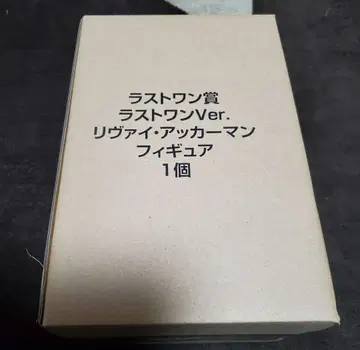 ラストワン賞
ラストワンVer.
リヴァイ・アッカーマン
フィギュア
1個